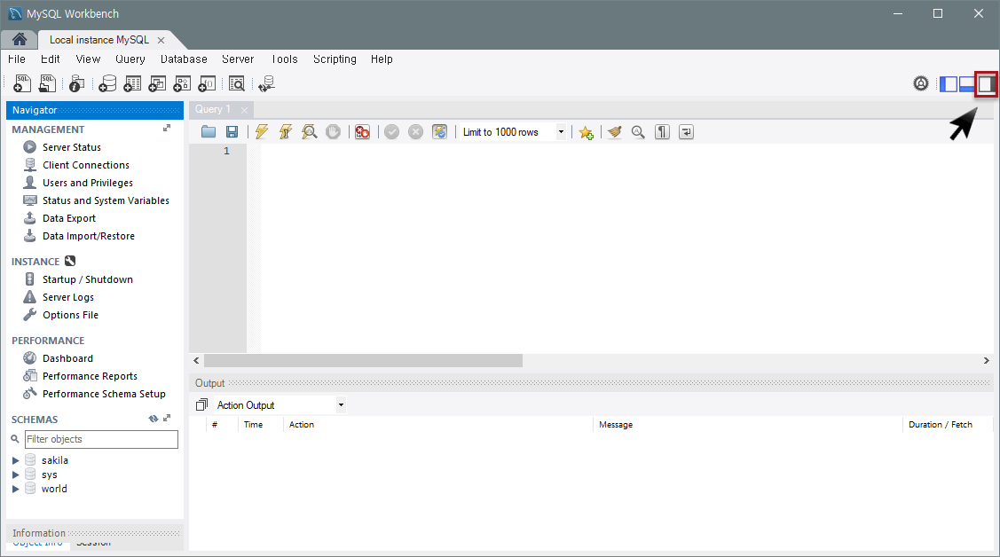 MySQL Workbench
Local instance MySQL
File Edit View Query Database Server Tools Scripting Help
SQL SQL
Navigator
Query 1
MANAGEMENT
Server Status
Client Connections
Users and Privileges
Status and System Variables
Data Export
Data Import/Restore
INSTANCE
Startup / Shutdown
Server Logs
Options File
PERFORMANCE
Dashboard
Performance Reports
Performance Schema Setup
SCHEMAS
Filter objects
sakila
sys
world
Information
Object Info Session
Limit to 1000 rows
1
Output
Action Output
# Time Action Message Duration / Fetch